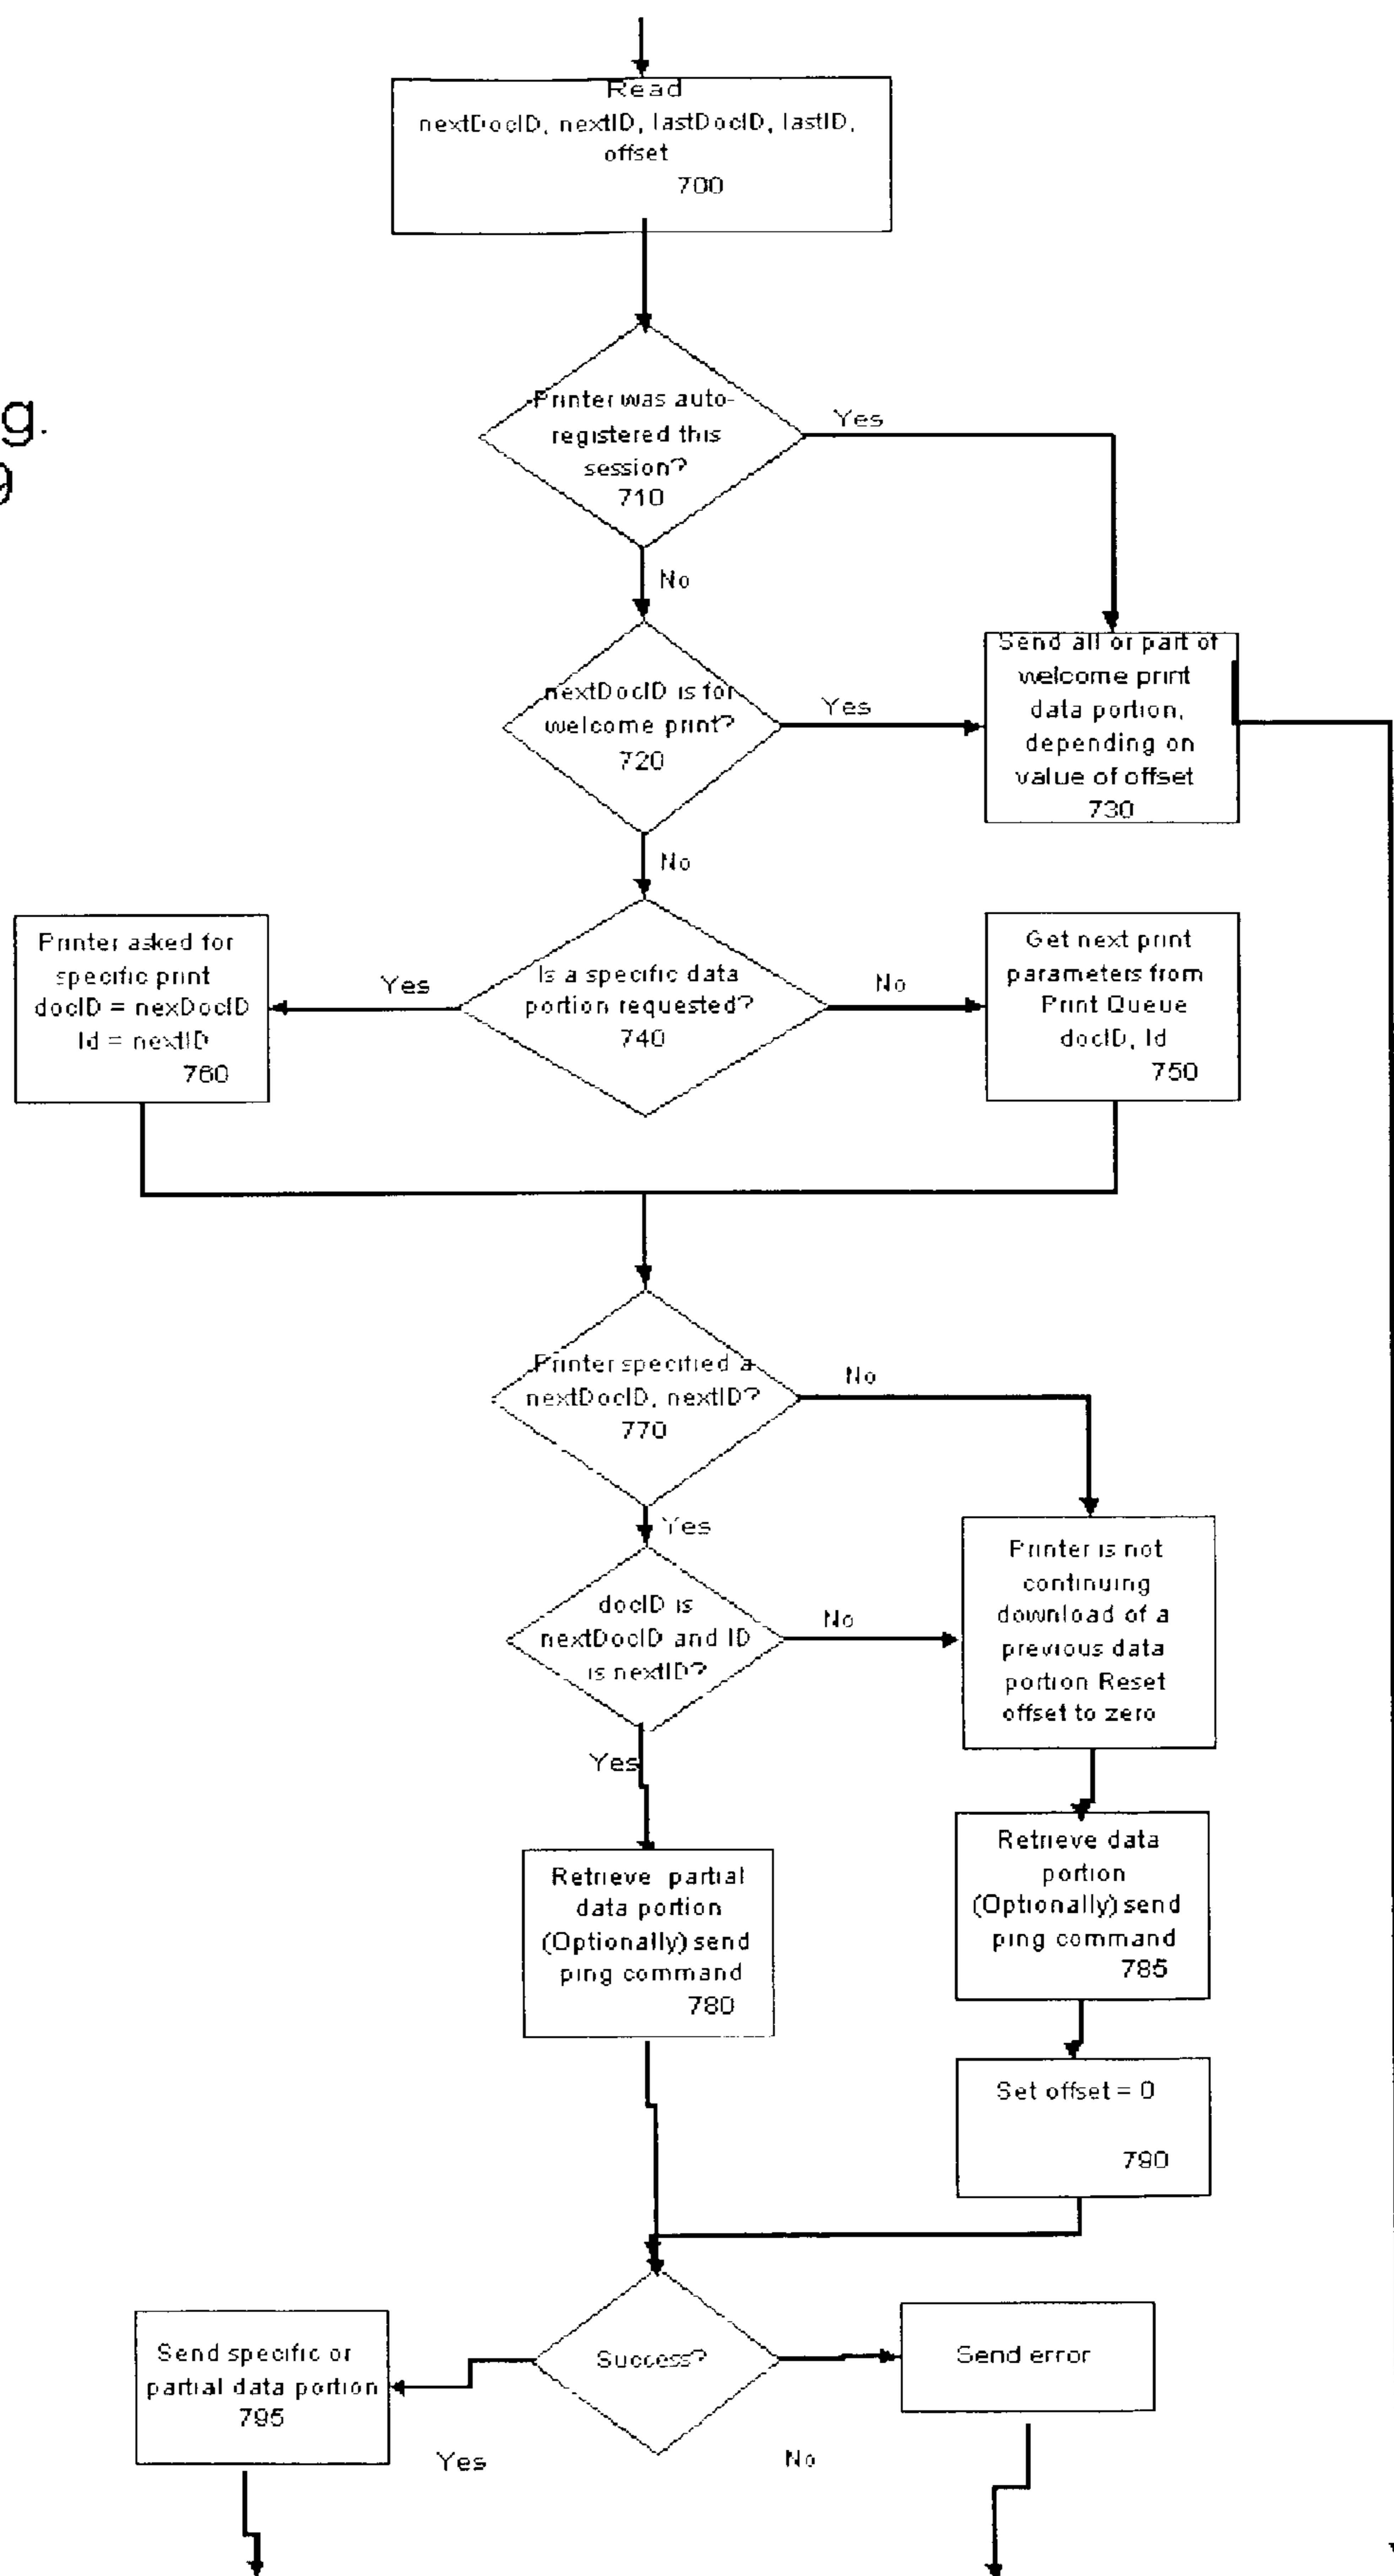 Read
nextDocID, nextID, lastDocID, lastID,
offset
700
g.
9
Printer was auto-
registered this
session?
710
Yes
No
nextDocID is for
welcome print?
720
Yes
Send all or part of
welcome print
data portion,
depending on
value of offset
730
No
Printer asked for
specific print
docID = nexDocID
Id = nextID
760
Yes
Is a specific data
portion requested?
740
No
Get next print
parameters from
Print Queue
docID, Id
750
Printer specified a
nextDocID, nextID?
770
No
Yes
docID is
nextDocID and ID
is nextID?
No
Printer is not
continuing
download of a
previous data
portion Reset
offset to zero
Yes
Retrieve partial
data portion
(Optionally) send
ping command
780
Retrieve data
portion
(Optionally) send
ping command
785
Set offset = 0
790
Send specific or
partial data portion
795
Success?
Send error
Yes
No